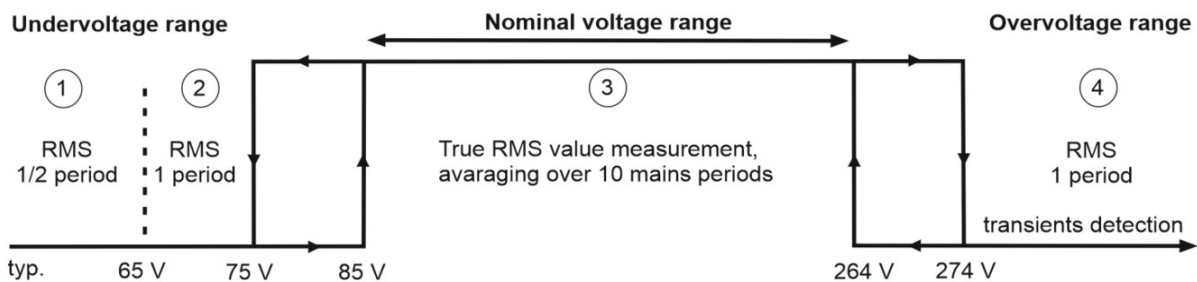 Undervoltage range
Nominal voltage range
Overvoltage range
1
2
3
4
RMS
1/2 period
RMS
1 period
True RMS value measurement,
avaraging over 10 mains periods
RMS
1 period
transients detection
typ.
65 V
75 V
85 V
264 V
274 V